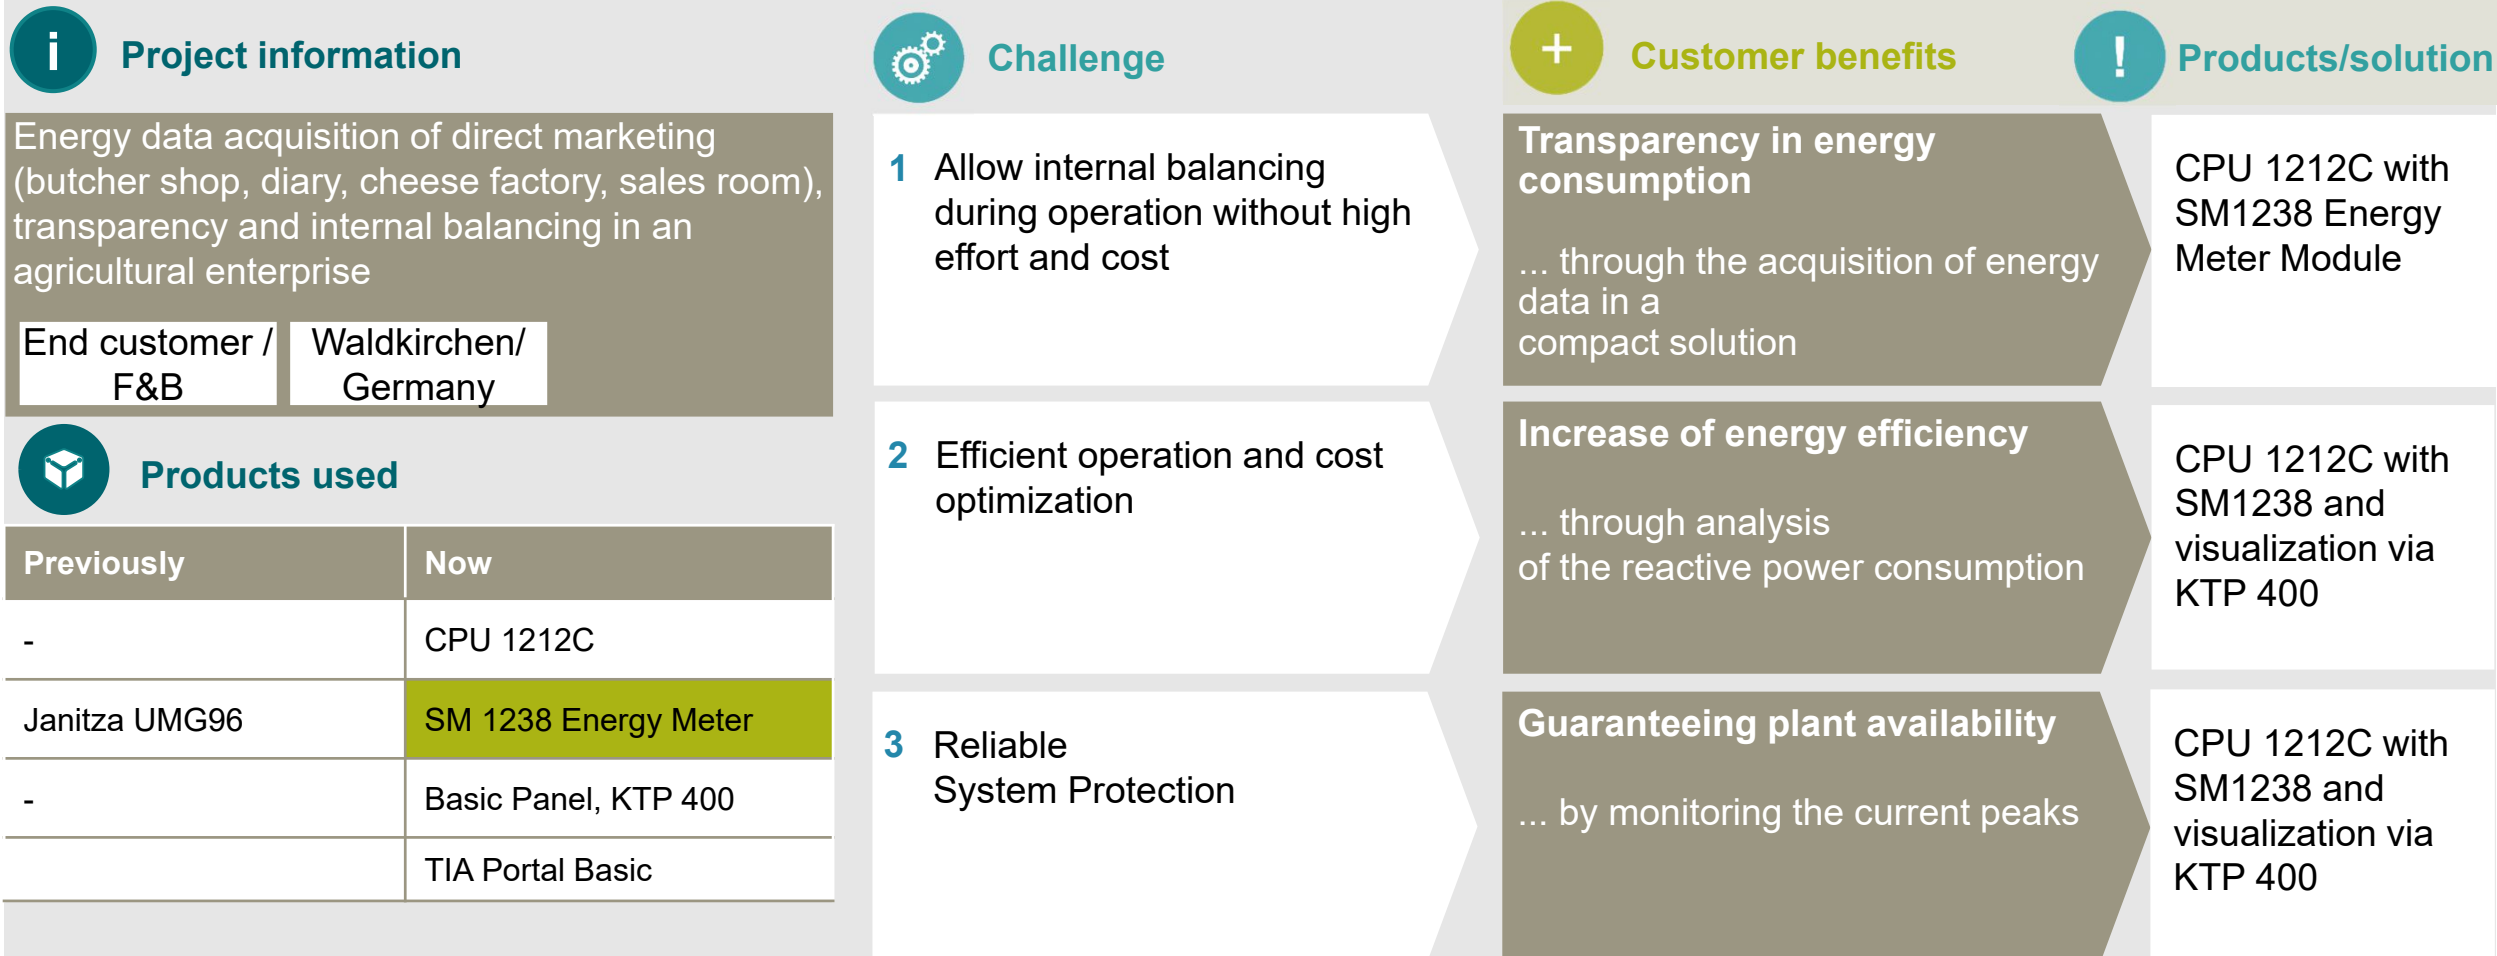 i
Project information
Energy data acquisition of direct marketing
(butcher shop, diary, cheese factory, sales room),
transparency and internal balancing in an
agricultural enterprise
End customer /
F&B
Waldkirchen/
Germany
Products used
Previously
Now
-
CPU 1212C
Janitza UMG96
SM 1238 Energy Meter
-
Basic Panel, KTP 400
TIA Portal Basic
Challenge
1
Allow internal balancing
during operation without high
effort and cost
2
Efficient operation and cost
optimization
3
Reliable
System Protection
+
Customer benefits
Transparency in energy
consumption
... through the acquisition of energy
data in a
compact solution
Increase of energy efficiency
... through analysis
of the reactive power consumption
Guaranteeing plant availability
... by monitoring the current peaks
!
Products/solution
CPU 1212C with
SM1238 Energy
Meter Module
CPU 1212C with
SM1238 and
visualization via
KTP 400
CPU 1212C with
SM1238 and
visualization via
KTP 400